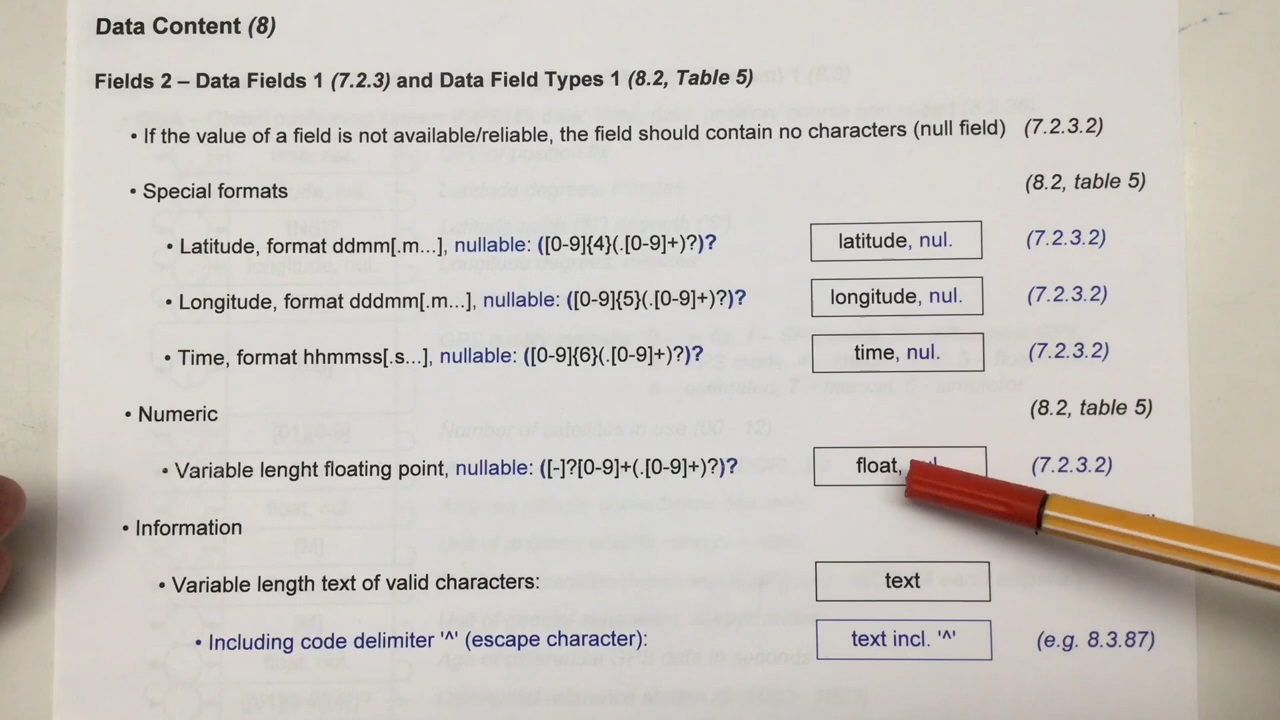 Data Content (8)
Fields 2 – Data Fields 1 (7.2.3) and Data Field Types 1 (8.2, Table 5)
• If the value of a field is not available/reliable, the field should contain no characters (null field) (7.2.3.2)
• Special formats (8.2, table 5)
• Latitude, format ddmm[.m...], nullable: ([0-9]{4}(.[0-9]+)?)? latitude, nul. (7.2.3.2)
• Longitude, format dddmm[.m...], nullable: ([0-9]{5}(.[0-9]+)?)? longitude, nul. (7.2.3.2)
• Time, format hhmmss[.s...], nullable: ([0-9]{6}(.[0-9]+)?)? time, nul. (7.2.3.2)
• Numeric (8.2, table 5)
• Variable lenght floating point, nullable: ([-]?[0-9]+(.[0-9]+)?)? float, (7.2.3.2)
• Information
• Variable length text of valid characters: text
• Including code delimiter '^' (escape character): text incl. '^' (e.g. 8.3.87)